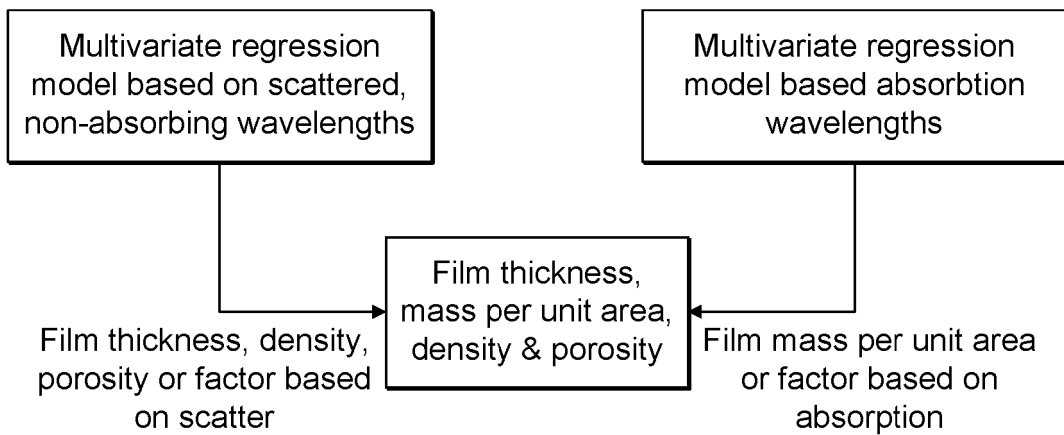 Multivariate regression
model based on scattered,
non-absorbing wavelengths
Multivariate regression
model based absorbtion
wavelengths
Film thickness,
mass per unit area,
density & porosity
Film thickness, density,
porosity or factor based
on scatter
Film mass per unit area
or factor based on
absorption